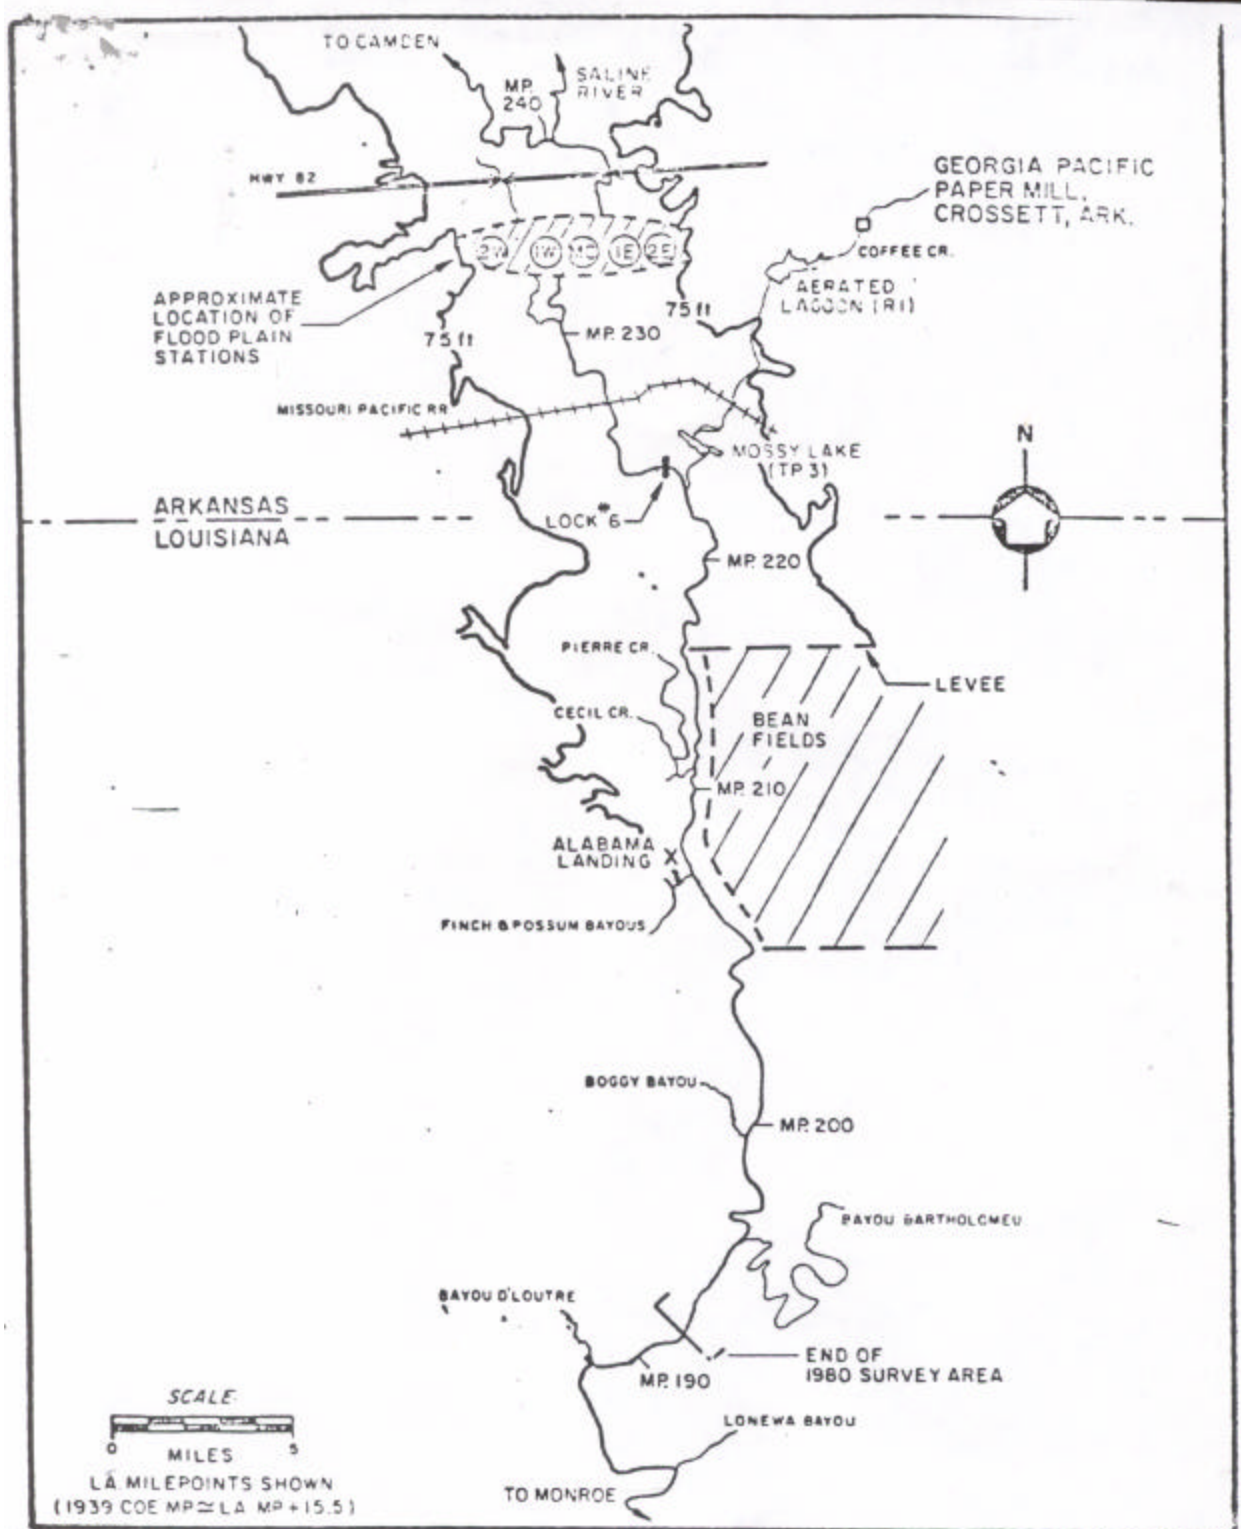 TO CAMDEN
SALINE
RIVER
MP.
240
HWY 82
GEORGIA PACIFIC
PAPER MILL,
CROSSETT, ARK.
COFFEE CR.
2W
1W
MC
1E
2E
AERATED
LAGOON (R1)
APPROXIMATE
LOCATION OF
FLOOD PLAIN
STATIONS
75 ft
75 ft
MP. 230
MISSOURI PACIFIC RR.
MOSSY LAKE
(TP 3)
N
ARKANSAS
LOUISIANA
LOCK #6
MP. 220
PIERRE CR.
LEVEE
CECIL CR.
BEAN
FIELDS
MP. 210
ALABAMA
LANDING X
FINCH & POSSUM BAYOUS
BOGGY BAYOU
MP. 200
BAYOU BARTHOLOMEU
BAYOU D'LOUTRE
END OF
1980 SURVEY AREA
MP. 190
SCALE
0 5
MILES
LONEWA BAYOU
LA. MILEPOINTS SHOWN
(1939 COE MP≃LA MP+15.5)
TO MONROE